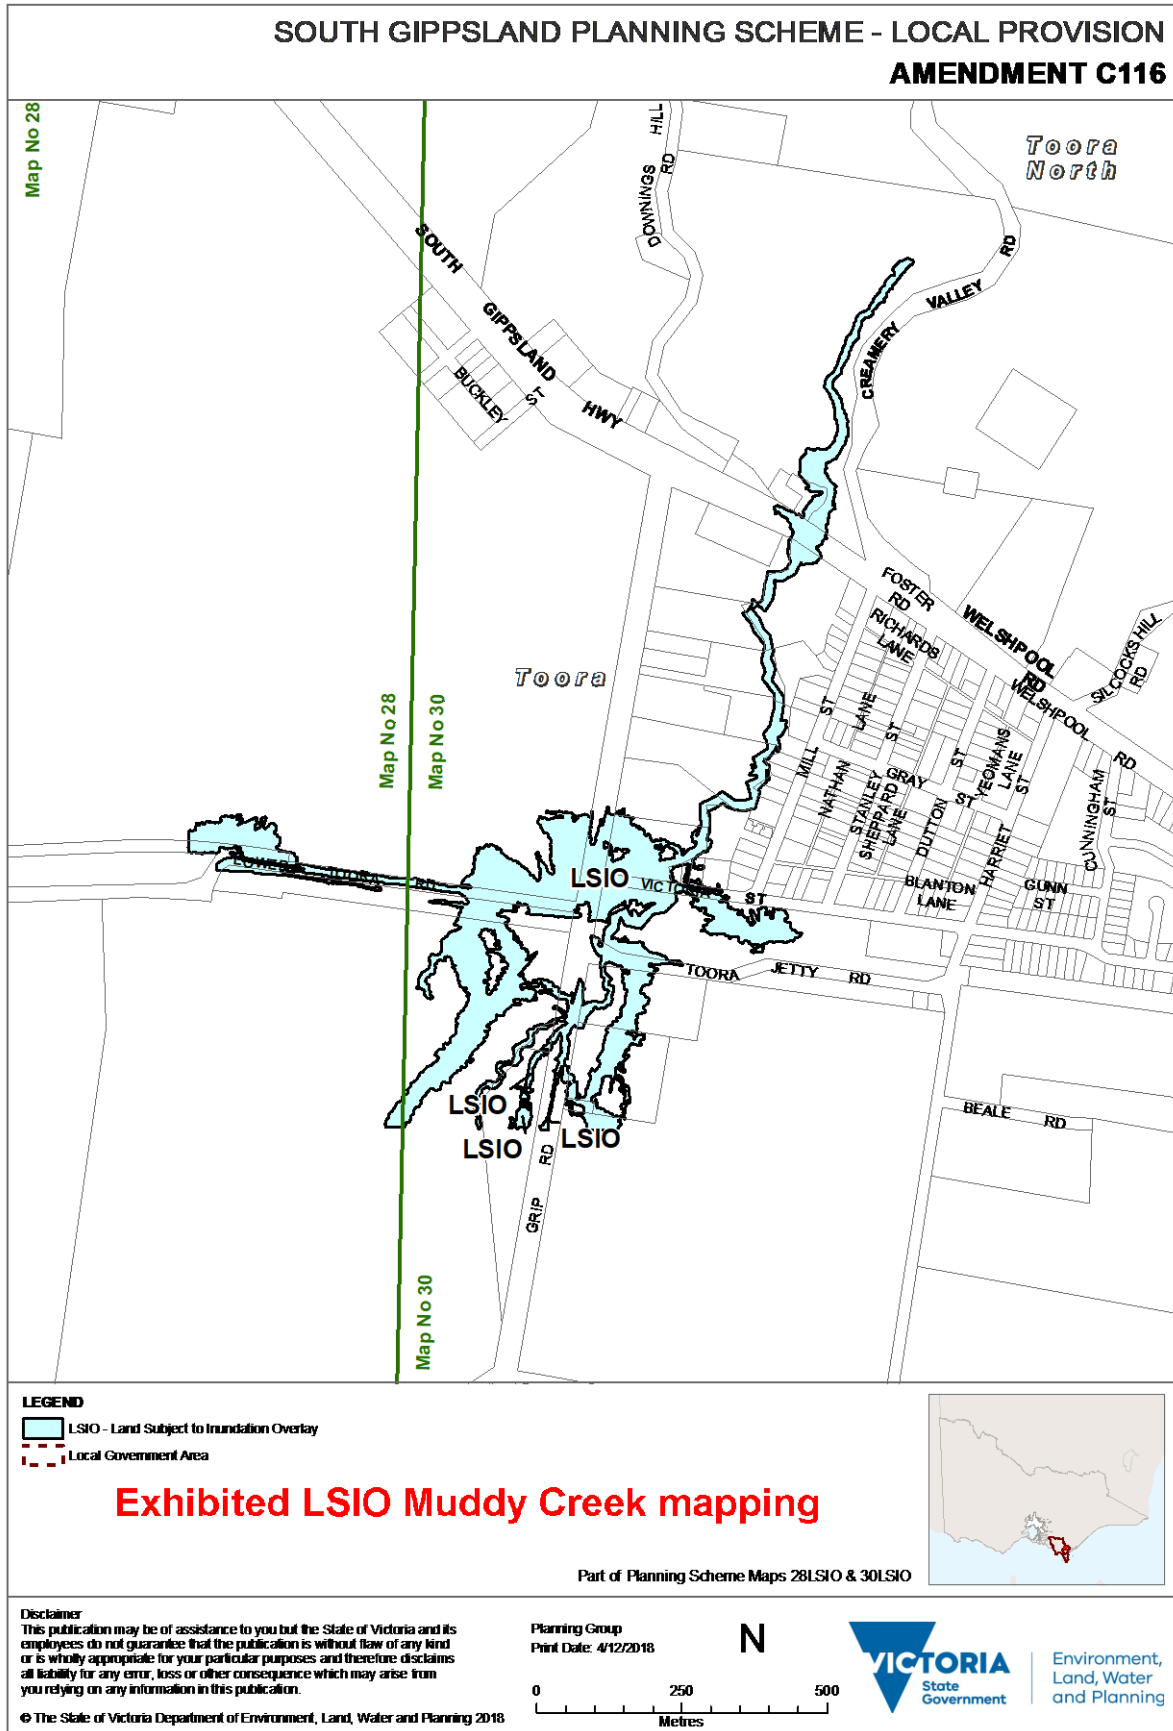 SOUTH GIPPSLAND PLANNING SCHEME - LOCAL PROVISION
AMENDMENT C116
Map No 28
HILL
RD
DOWNINGS
Toora
North
RD
VALLEY
CREAMERY
SOUTH
GIPPSLAND
HWY
BUCKLEY
ST
FOSTER
RD
RICHARDS
LANE
WELSHPOOL
RD
WELSHPOOL
RD
SILCOCKS HILL
RD
Toora
Map No 28
Map No 30
MILL
ST
NATHAN
LANE
STANLEY
ST
SHEPPARD
LANE
GRAY
ST
DUTTON
ST
YEOMANS
LANE
HARRIET
ST
CUNNINGHAM
ST
BLANTON
LANE
GUNN
ST
LOWER
TOORA
RD
LSIO
VICTORIA
ST
TOORA
JETTY
RD
LSIO
LSIO
LSIO
BEALE
RD
GRIP
RD
Map No 30
LEGEND
LSIO - Land Subject to Inundation Overlay
Local Government Area
Exhibited LSIO Muddy Creek mapping
Part of Planning Scheme Maps 28LSIO & 30LSIO
Disclaimer
This publication may be of assistance to you but the State of Victoria and its
employees do not guarantee that the publication is without flaw of any kind
or is wholly appropriate for your particular purposes and therefore disclaims
all liability for any error, loss or other consequence which may arise from
you relying on any information in this publication.
© The State of Victoria Department of Environment, Land, Water and Planning 2018
Planning Group
Print Date: 4/12/2018
N
0
250
500
Metres
VICTORIA
State
Government
Environment,
Land, Water
and Planning